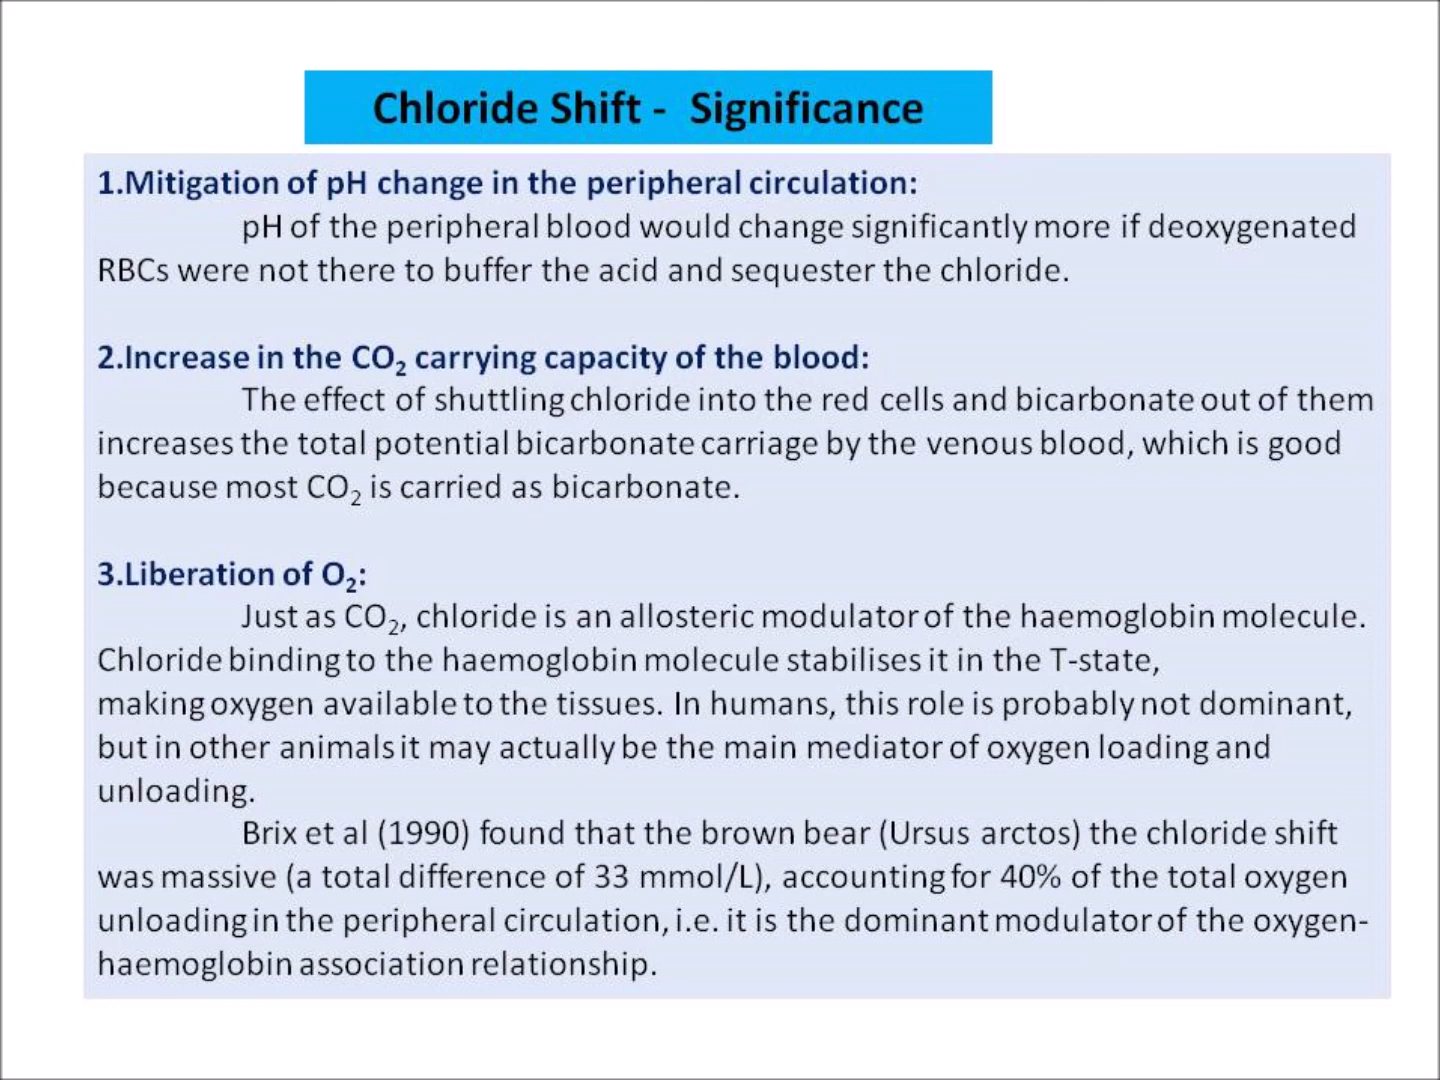 Chloride Shift - Significance
1.Mitigation of pH change in the peripheral circulation:
pH of the peripheral blood would change significantly more if deoxygenated
RBCs were not there to buffer the acid and sequester the chloride.
2.Increase in the CO₂ carrying capacity of the blood:
The effect of shuttling chloride into the red cells and bicarbonate out of them
increases the total potential bicarbonate carriage by the venous blood, which is good
because most CO₂ is carried as bicarbonate.
3.Liberation of O₂:
Just as CO₂, chloride is an allosteric modulator of the haemoglobin molecule.
Chloride binding to the haemoglobin molecule stabilises it in the T-state,
making oxygen available to the tissues. In humans, this role is probably not dominant,
but in other animals it may actually be the main mediator of oxygen loading and
unloading.
Brix et al (1990) found that the brown bear (Ursus arctos) the chloride shift
was massive (a total difference of 33 mmol/L), accounting for 40% of the total oxygen
unloading in the peripheral circulation, i.e. it is the dominant modulator of the oxygen-
haemoglobin association relationship.